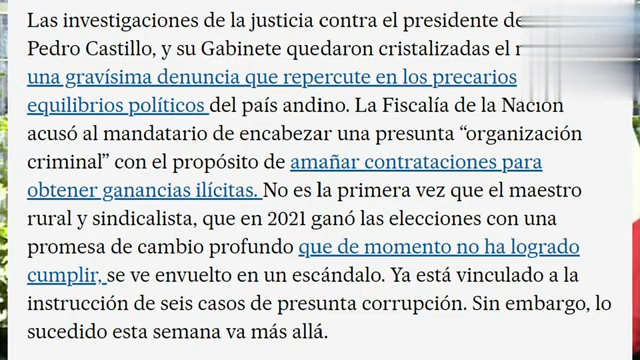 Las investigaciones de la justicia contra el presidente
Pedro Castillo, y su Gabinete quedaron cristalizadas el
una gravísima denuncia que repercute en los precarios
equilibrios políticos del país andino. La Fiscalía de la Nación
acusó al mandatario de encabezar una presunta “organización
criminal” con el propósito de amañar contrataciones para
obtener ganancias ilícitas. No es la primera vez que el maestro
rural y sindicalista, que en 2021 ganó las elecciones con una
promesa de cambio profundo que de momento no ha logrado
cumplir, se ve envuelto en un escándalo. Ya está vinculado a la
instrucción de seis casos de presunta corrupción. Sin embargo, lo
sucedido esta semana va más allá.